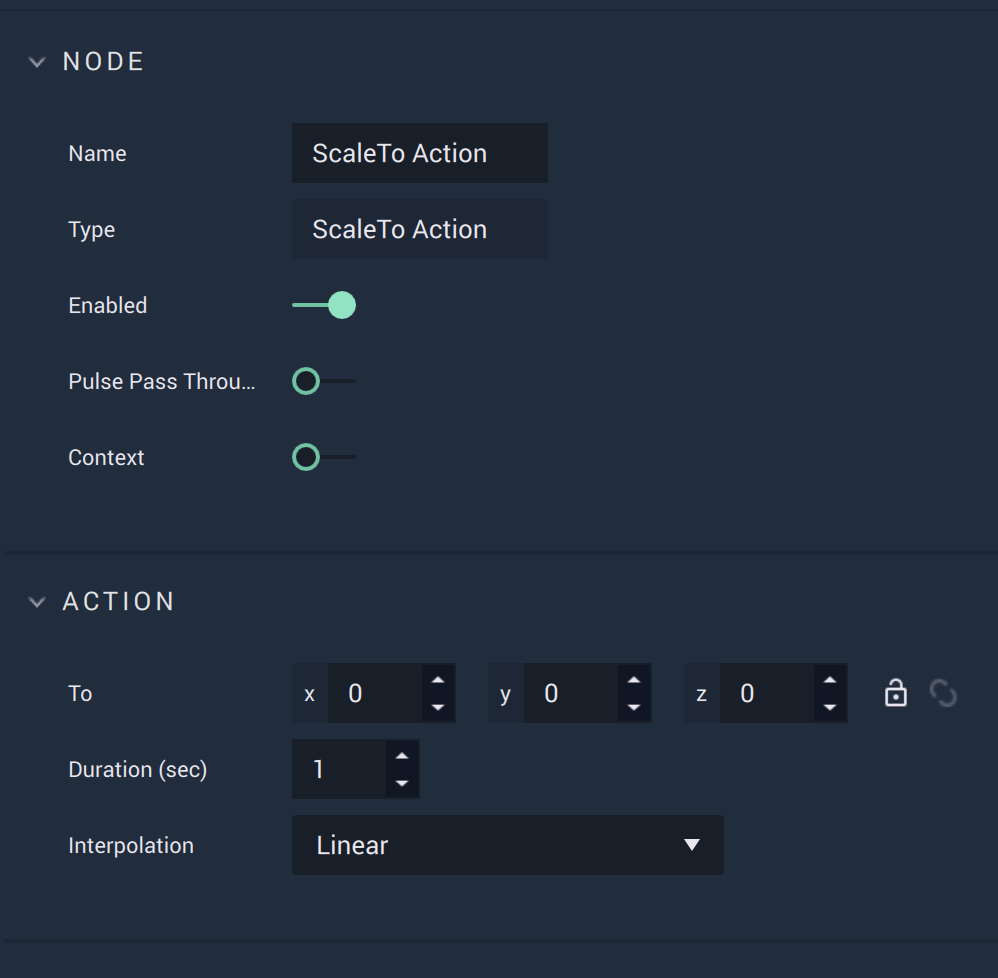 NODE
Name ScaleTo Action
Type ScaleTo Action
Enabled
Pulse Pass Throu...
Context
ACTION
To x 0 y 0 z 0
Duration (sec) 1
Interpolation Linear